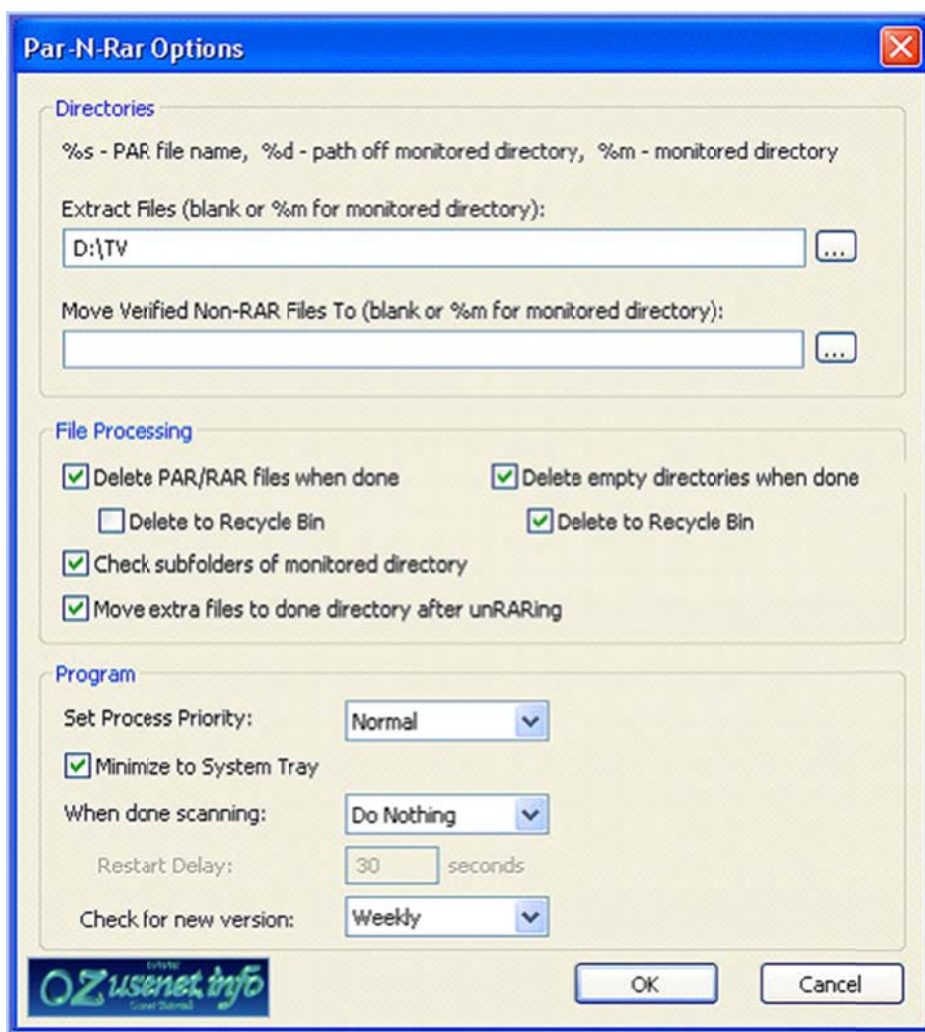 Par-N-Rar Options
Directories
%s - PAR file name, %d - path off monitored directory, %m - monitored directory
Extract Files (blank or %m for monitored directory):
D:\TV
...
Move Verified Non-RAR Files To (blank or %m for monitored directory):
...
File Processing
Delete PAR/RAR files when done
Delete empty directories when done
Delete to Recycle Bin
Delete to Recycle Bin
Check subfolders of monitored directory
Move extra files to done directory after unRARing
Program
Set Process Priority:
Normal
Minimize to System Tray
When done scanning:
Do Nothing
Restart Delay:
30
seconds
Check for new version:
Weekly
OZusenet.info
OK
Cancel